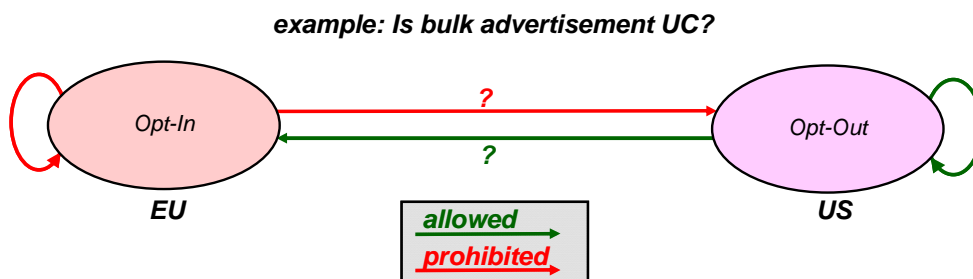 example: Is bulk advertisement UC?
?
Opt-In
Opt-Out
?
EU
US
allowed
prohibited